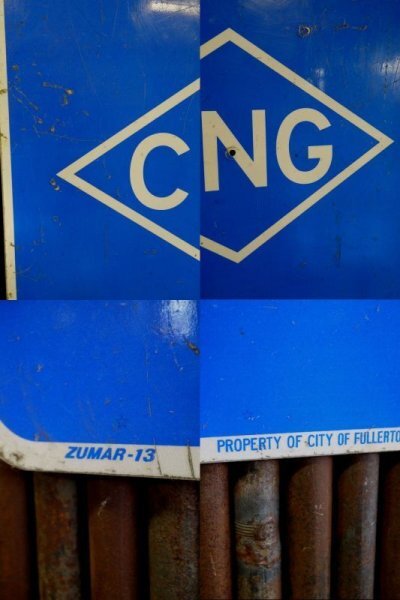 CNG
ZUMAR-13
PROPERTY OF CITY OF FULLERTO